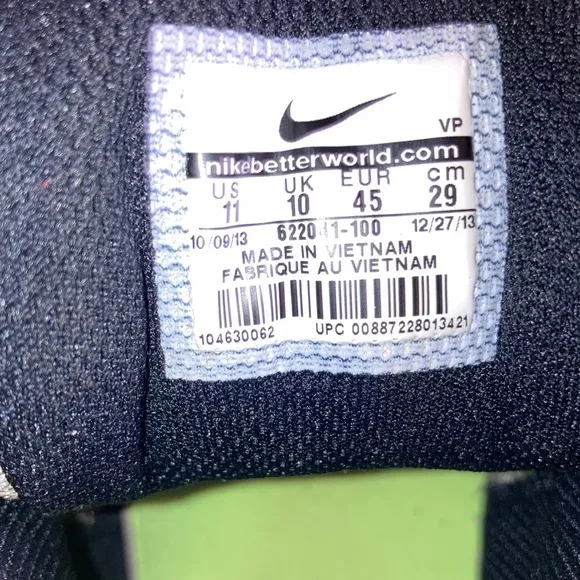 VP
nikebetterworld.com
US UK EUR cm
11 10 45 29
10/09/13 12/27/13
MADE IN VIETNAM
FABRIQUE AU VIETNAM
104630062 UPC 00887228013421